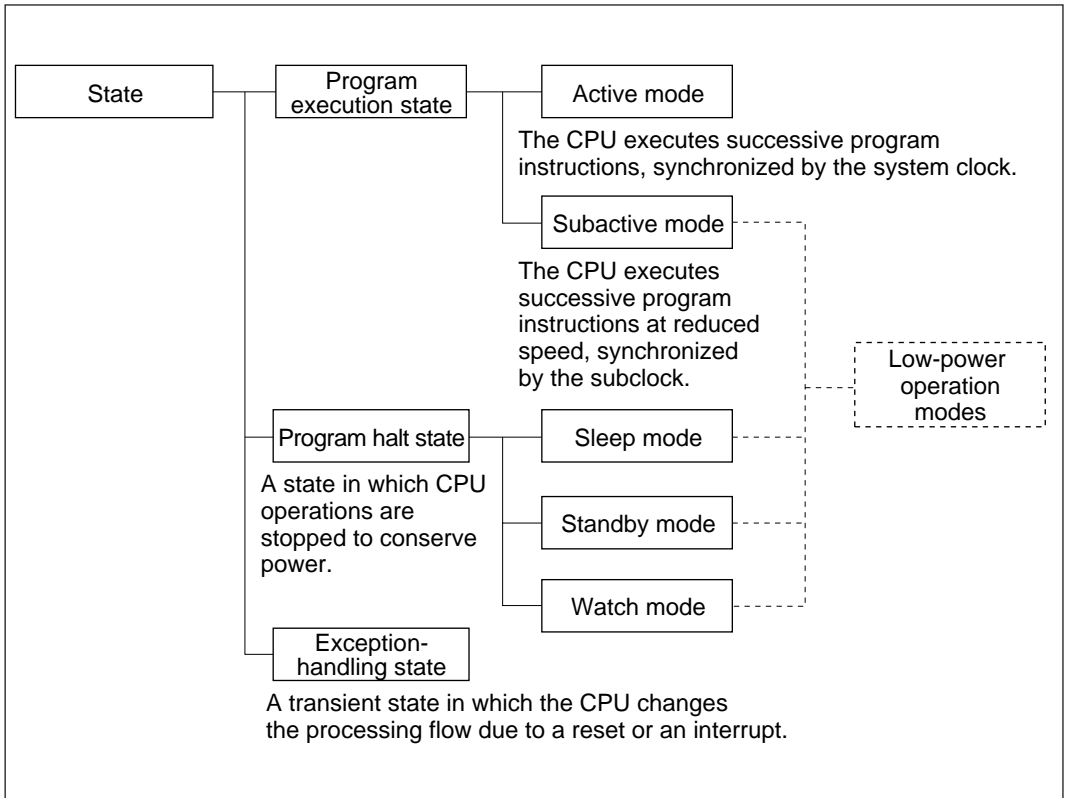 State
Program
execution state
Active mode
The CPU executes successive program
instructions, synchronized by the system clock.
Subactive mode
The CPU executes
successive program
instructions at reduced
speed, synchronized
by the subclock.
Low-power
operation
modes
Program halt state
A state in which CPU
operations are
stopped to conserve
power.
Sleep mode
Standby mode
Watch mode
Exception-
handling state
A transient state in which the CPU changes
the processing flow due to a reset or an interrupt.